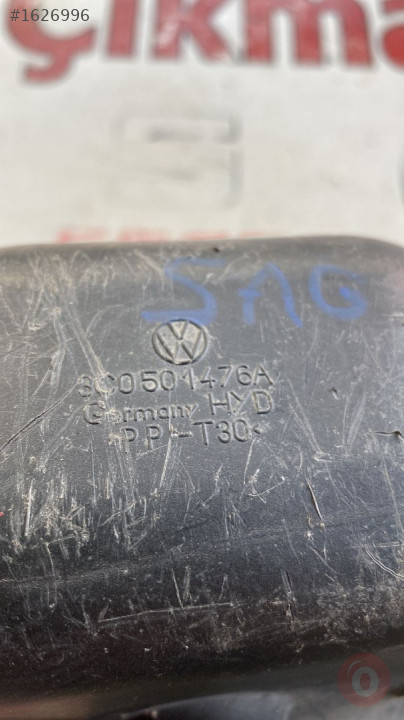 #1626996
çıkma
SAG
3C0501476A
Germany HYD
PP-T30<